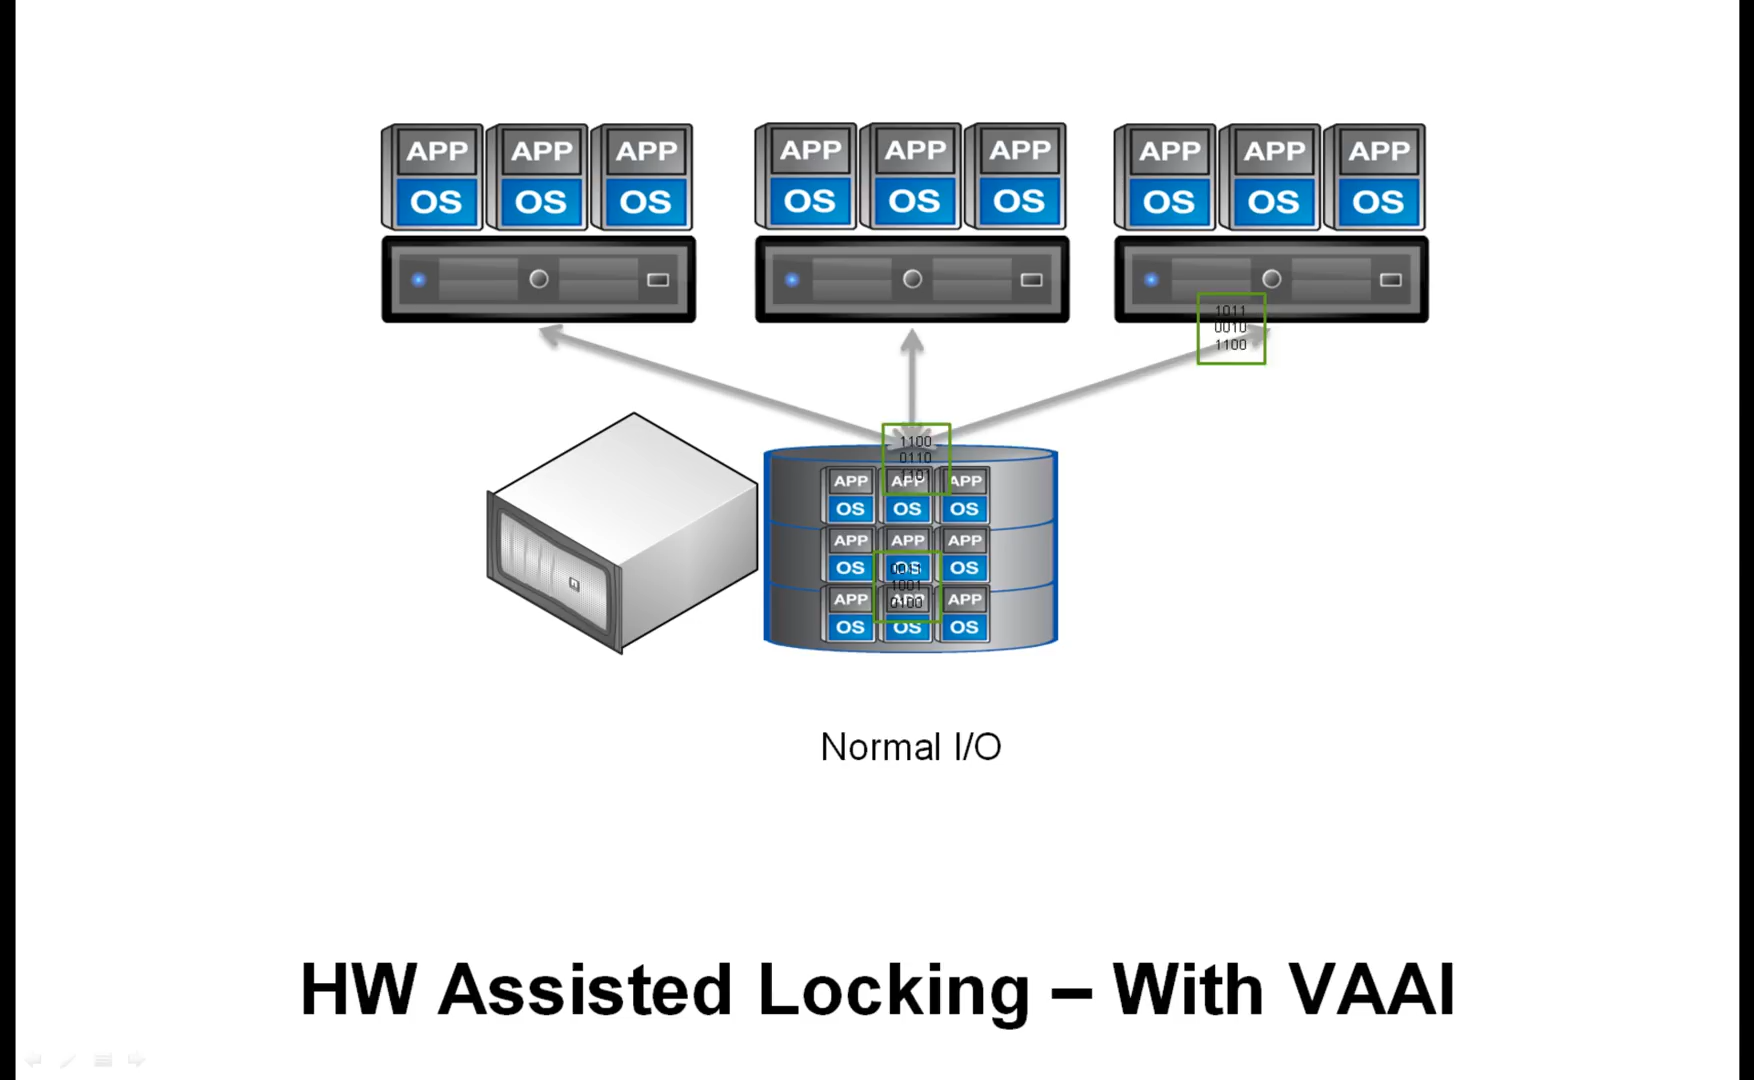 APP APP APP APP APP APP APP APP APP
OS OS OS OS OS OS OS OS OS
1011
0010
1100
1100
0110
1101
APP APP APP
OS OS OS
APP APP APP
OS OS OS
1001
0100
APP APP APP
OS OS OS
Normal I/O
HW Assisted Locking – With VAAI